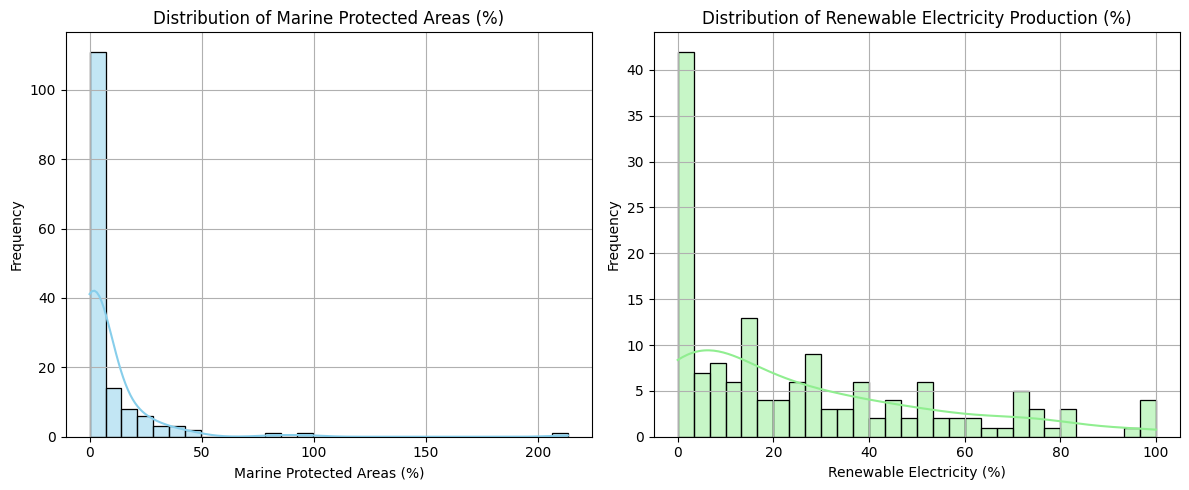 Distribution of Marine Protected Areas (%)
100
80
60
40
20
0
Frequency
0 50 100 150 200
Marine Protected Areas (%)
Distribution of Renewable Electricity Production (%)
40
35
30
25
20
15
10
5
0
Frequency
0 20 40 60 80 100
Renewable Electricity (%)